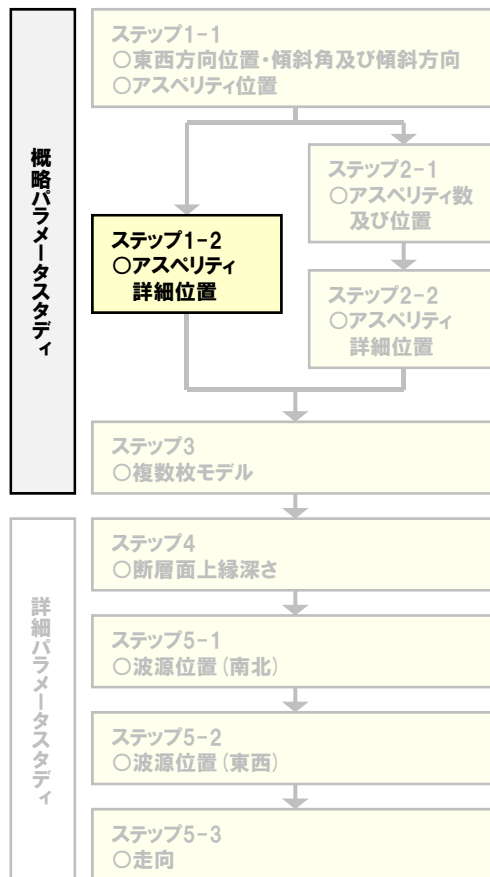 概略パラメータスタディ
ステップ1-1
○東西方向位置・傾斜角及び傾斜方向
○アスペリティ位置
ステップ1-2
○アスペリティ
詳細位置
ステップ2-1
○アスペリティ数
及び位置
ステップ2-2
○アスペリティ
詳細位置
ステップ3
○複数枚モデル
詳細パラメータスタディ
ステップ4
○断層面上縁深さ
ステップ5-1
○波源位置(南北)
ステップ5-2
○波源位置(東西)
ステップ5-3
○走向